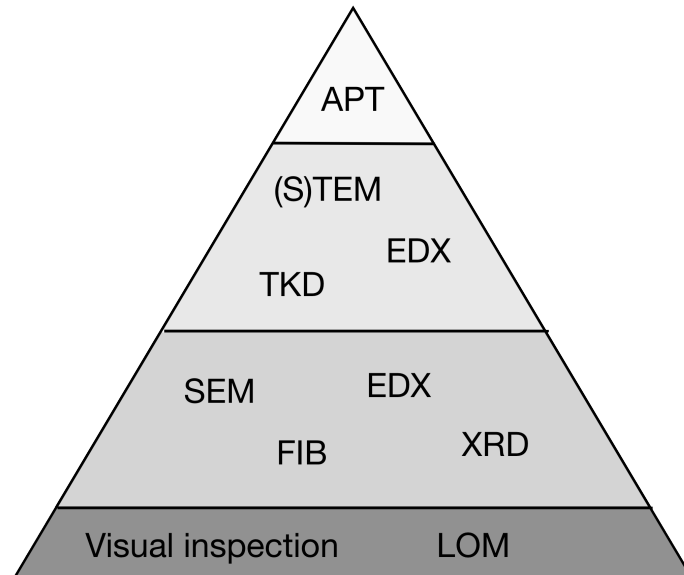 APT
(S)TEM
EDX
TKD
SEM EDX
FIB XRD
Visual inspection LOM